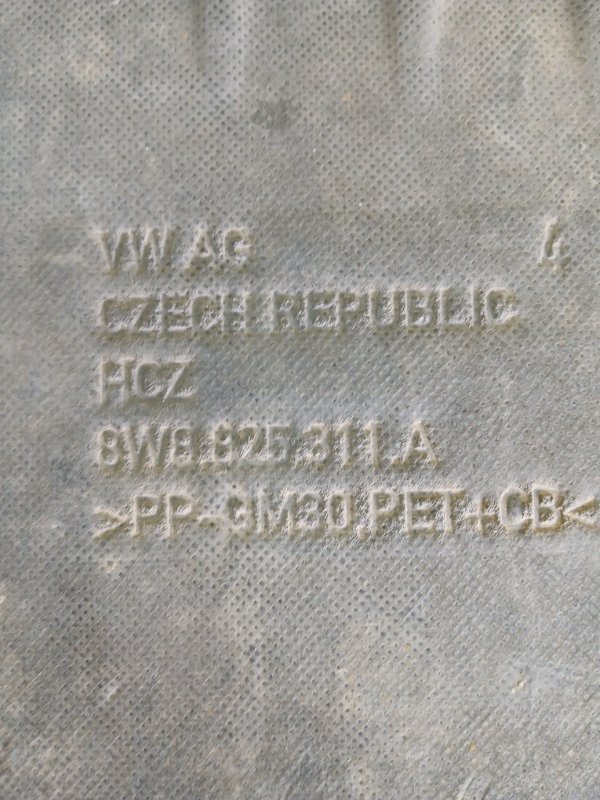 VW AG 4
CZECH REPUBLIC
HCZ
8W8.825.311.A
>PP-GM30.PET+CB<